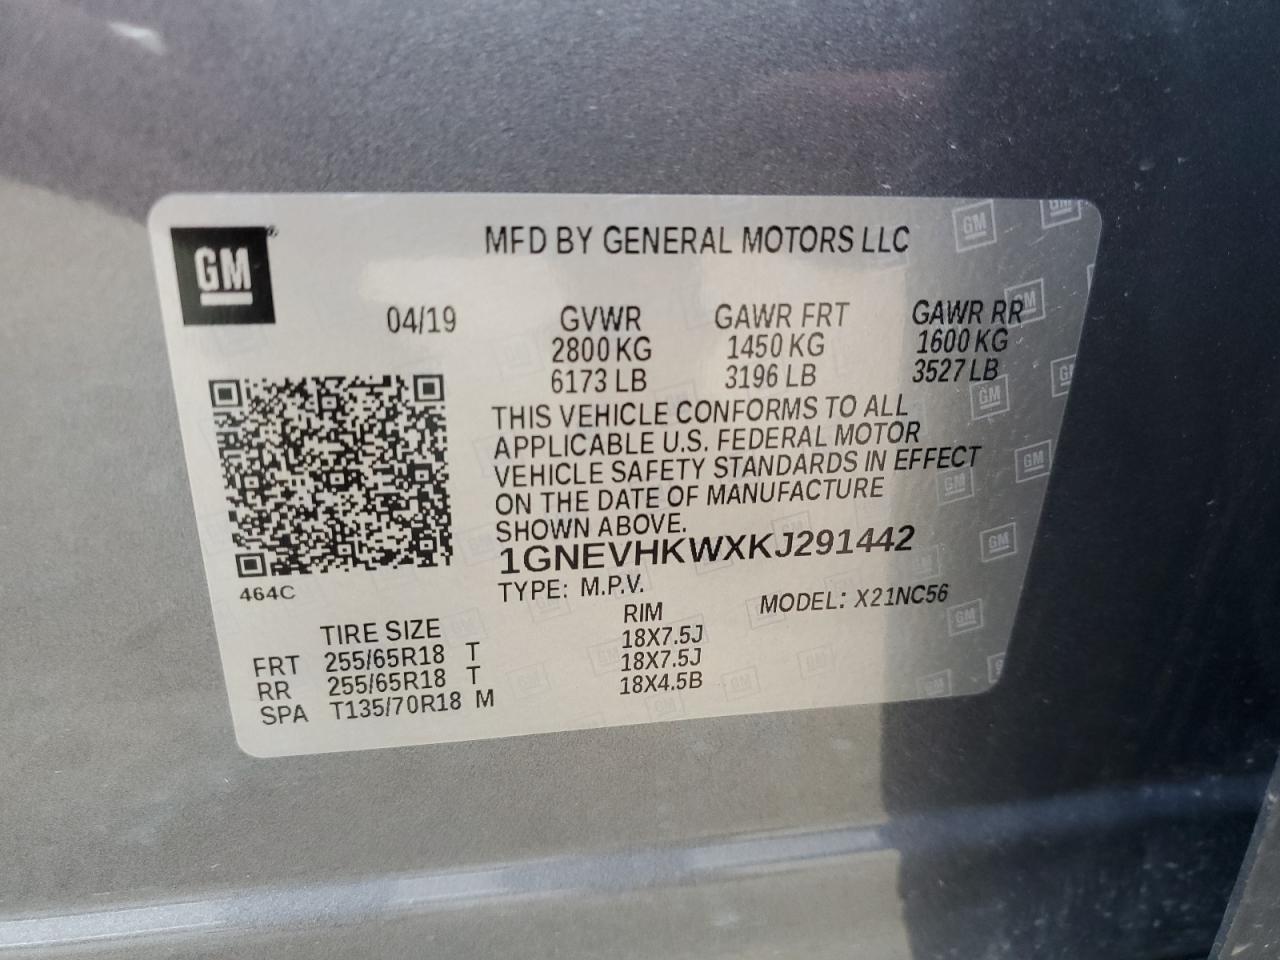 GM
MFD BY GENERAL MOTORS LLC
04/19 GVWR GAWR FRT GAWR RR
2800 KG 1450 KG 1600 KG
6173 LB 3196 LB 3527 LB
THIS VEHICLE CONFORMS TO ALL
APPLICABLE U.S. FEDERAL MOTOR
VEHICLE SAFETY STANDARDS IN EFFECT
ON THE DATE OF MANUFACTURE
SHOWN ABOVE.
1GNEVHKWXKJ291442
464C
TYPE: M.P.V. MODEL: X21NC56
TIRE SIZE RIM
FRT 255/65R18 T 18X7.5J
RR 255/65R18 T 18X7.5J
SPA T135/70R18 M 18X4.5B